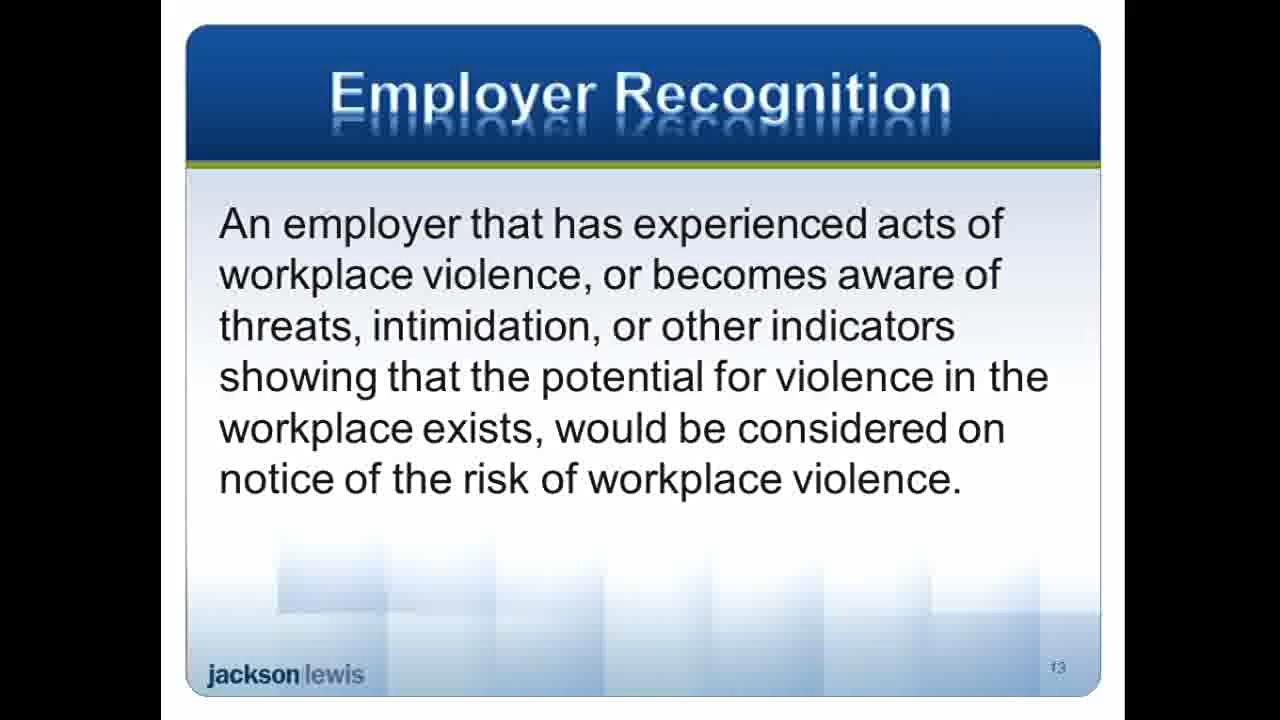 Employer Recognition
An employer that has experienced acts of
workplace violence, or becomes aware of
threats, intimidation, or other indicators
showing that the potential for violence in the
workplace exists, would be considered on
notice of the risk of workplace violence.
jackson lewis
13